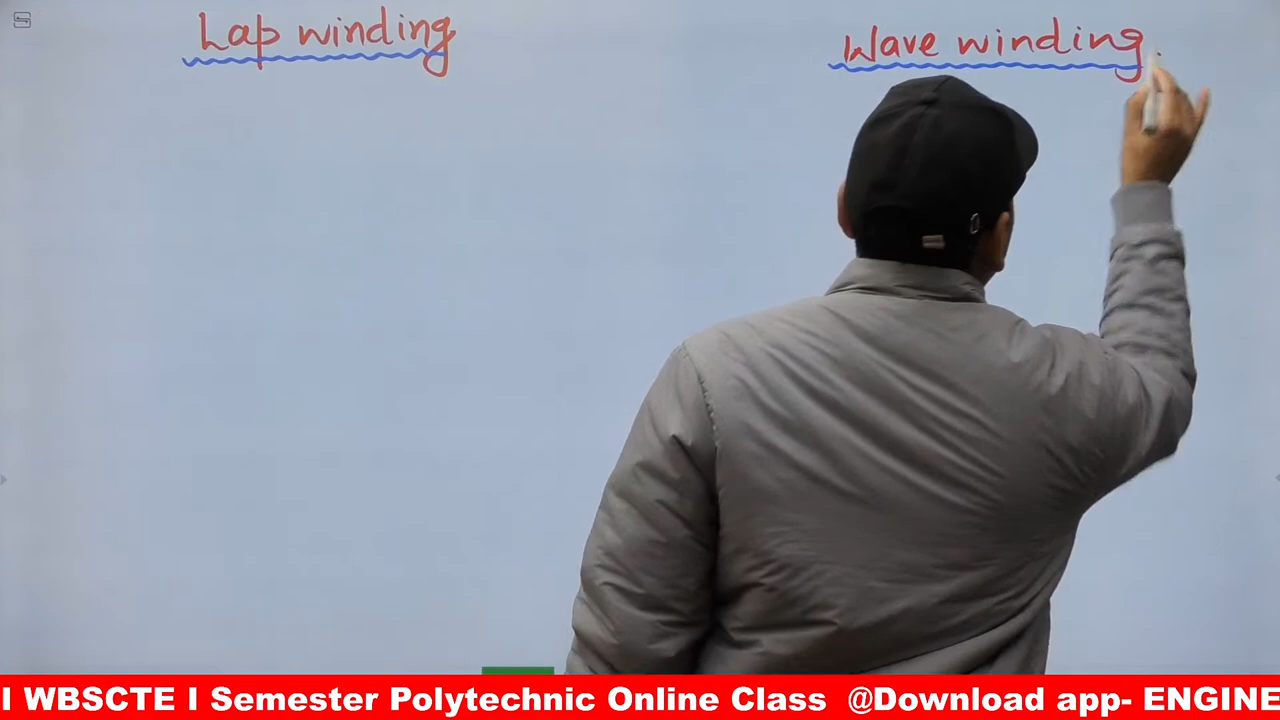 Lap winding
Wave winding.
I WBSCTE I Semester Polytechnic Online Class @Download app- ENGINE